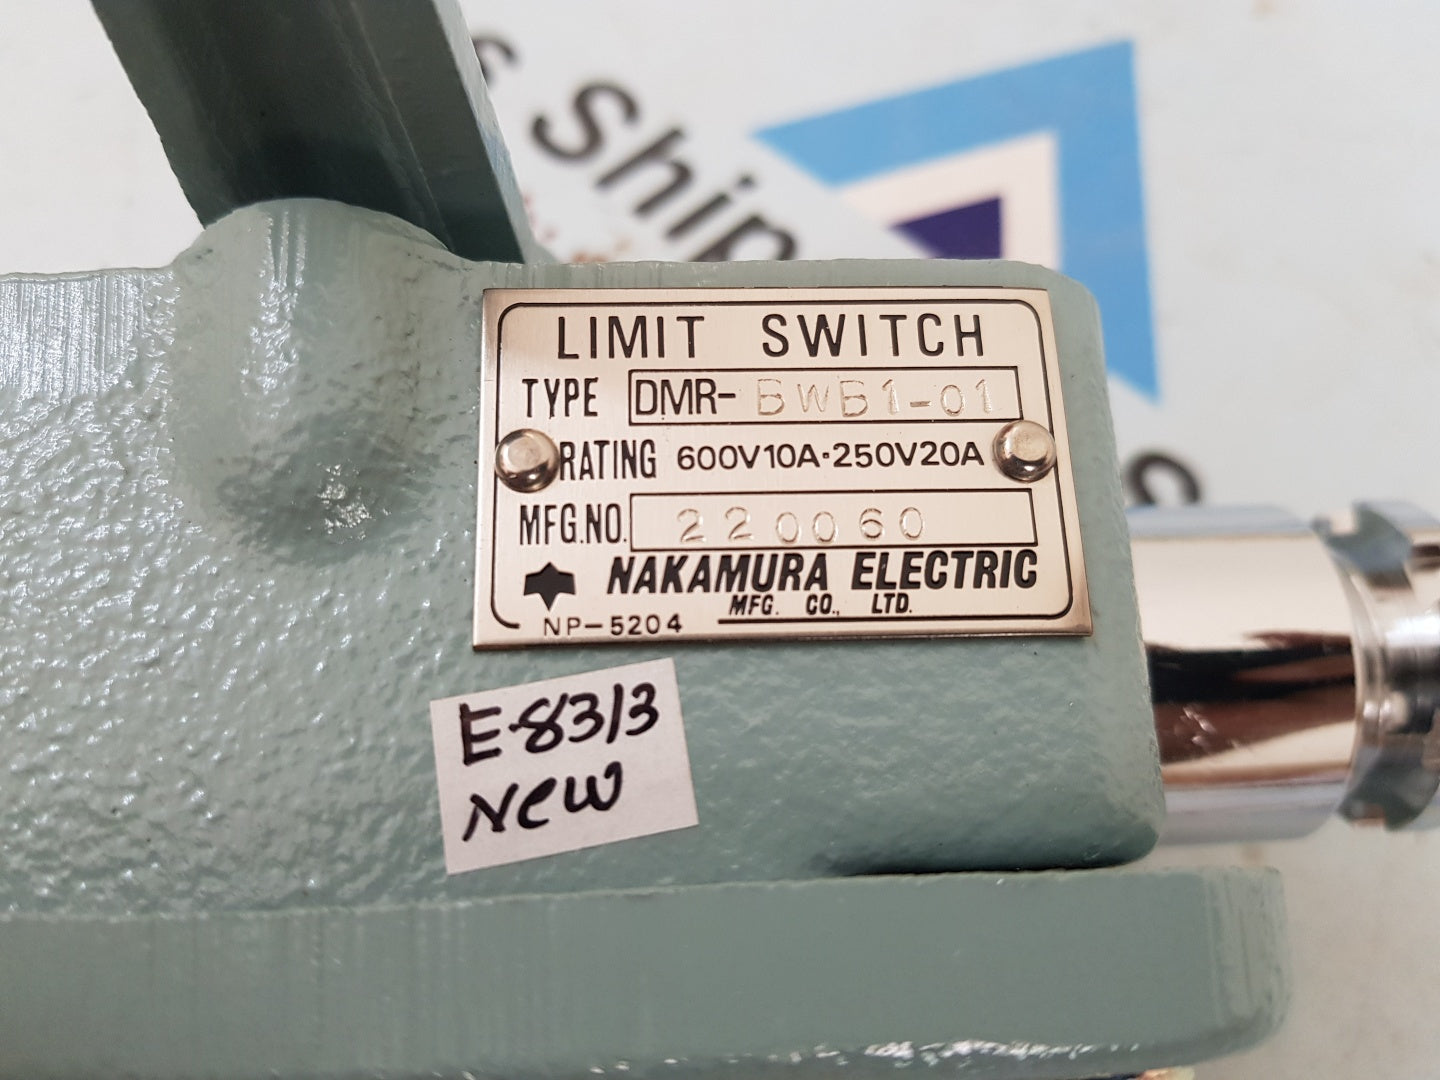 s Ship
LIMIT SWITCH
TYPE DMR-BWB1-01
RATING 600V10A·250V20A
MFG.NO. 220060
NAKAMURA ELECTRIC
MFG. CO., LTD.
NP-5204
E-8313
New